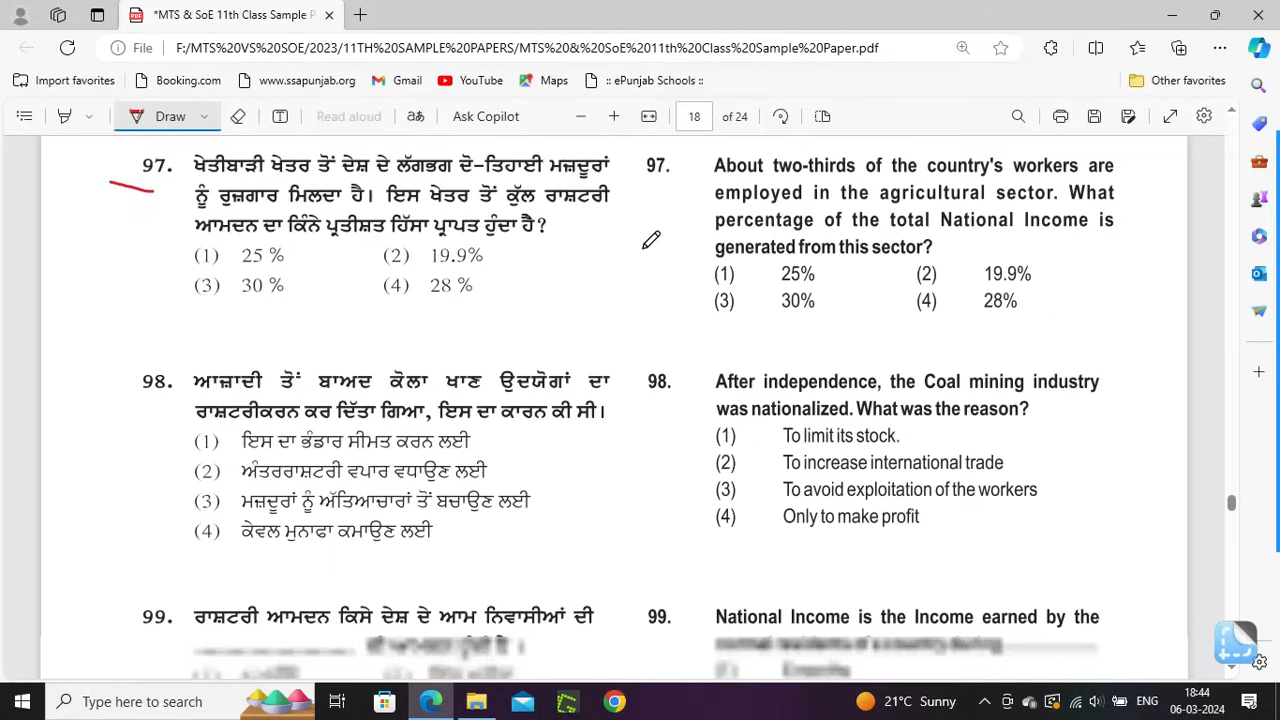 *MTS & SoE 11th Class Sample P
File
F:/MTS%20VS%20SOE/2023/11TH%20SAMPLE%20PAPERS/MTS%20&%20SoE%2011th%20Class%20Sample%20Paper.pdf
Import favorites
Booking.com
www.ssapunjab.org
Gmail
YouTube
Maps
:: ePunjab Schools ::
Other favorites
Draw
Read aloud
Ask Copilot
18 of 24
97. ਖੇਤੀਬਾੜੀ ਖੇਤਰ ਤੋਂ ਦੇਸ਼ ਦੇ ਲੱਗਭਗ ਦੋ-ਤਿਹਾਈ ਮਜ਼ਦੂਰਾਂ
ਨੂੰ ਰੁਜ਼ਗਾਰ ਮਿਲਦਾ ਹੈ। ਇਸ ਖੇਤਰ ਤੋਂ ਕੁੱਲ ਰਾਸ਼ਟਰੀ
ਆਮਦਨ ਦਾ ਕਿੰਨੇ ਪ੍ਰਤੀਸ਼ਤ ਹਿੱਸਾ ਪ੍ਰਾਪਤ ਹੁੰਦਾ ਹੈ?
(1) 25 % (2) 19.9%
(3) 30 % (4) 28 %
98. ਆਜ਼ਾਦੀ ਤੋਂ ਬਾਅਦ ਕੋਲਾ ਖਾਣ ਉਦਯੋਗਾਂ ਦਾ
ਰਾਸ਼ਟਰੀਕਰਨ ਕਰ ਦਿੱਤਾ ਗਿਆ, ਇਸ ਦਾ ਕਾਰਨ ਕੀ ਸੀ।
(1) ਇਸ ਦਾ ਭੰਡਾਰ ਸੀਮਤ ਕਰਨ ਲਈ
(2) ਅੰਤਰਰਾਸ਼ਟਰੀ ਵਪਾਰ ਵਧਾਉਣ ਲਈ
(3) ਮਜ਼ਦੂਰਾਂ ਨੂੰ ਅੱਤਿਆਚਾਰਾਂ ਤੋਂ ਬਚਾਉਣ ਲਈ
(4) ਕੇਵਲ ਮੁਨਾਫਾ ਕਮਾਉਣ ਲਈ
99. ਰਾਸ਼ਟਰੀ ਆਮਦਨ ਕਿਸੇ ਦੇਸ਼ ਦੇ ਆਮ ਨਿਵਾਸੀਆਂ ਦੀ
97. About two-thirds of the country's workers are
employed in the agricultural sector. What
percentage of the total National Income is
generated from this sector?
(1) 25% (2) 19.9%
(3) 30% (4) 28%
98. After independence, the Coal mining industry
was nationalized. What was the reason?
(1) To limit its stock.
(2) To increase international trade
(3) To avoid exploitation of the workers
(4) Only to make profit
99. National Income is the Income earned by the
normal residents of a country during
Type here to search
21°C Sunny
ENG
18:44
06-03-2024